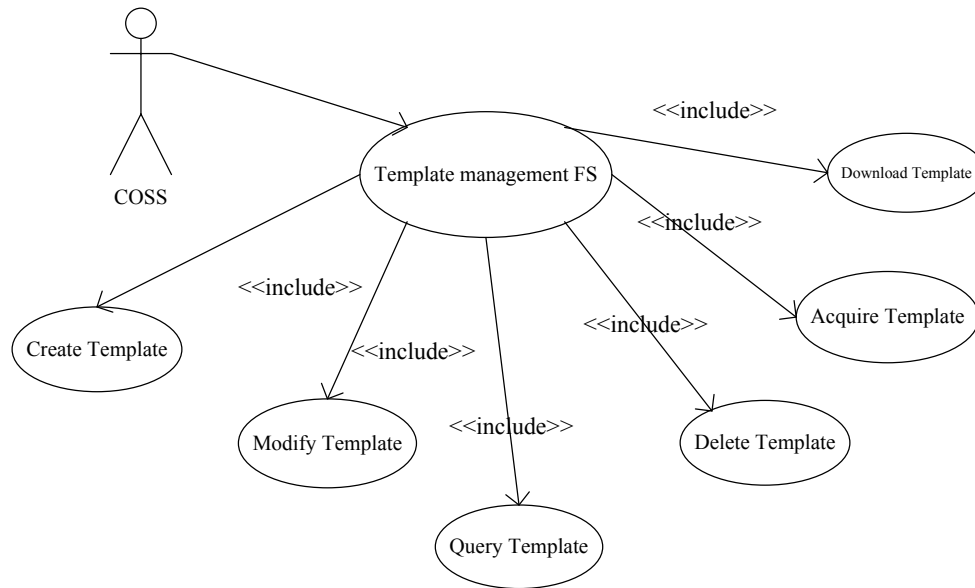 <<include>>
Template management FS
Download Template
COSS
<<include>>
<<include>>
Acquire Template
<<include>>
Create Template
<<include>>
<<include>>
Modify Template
Delete Template
Query Template